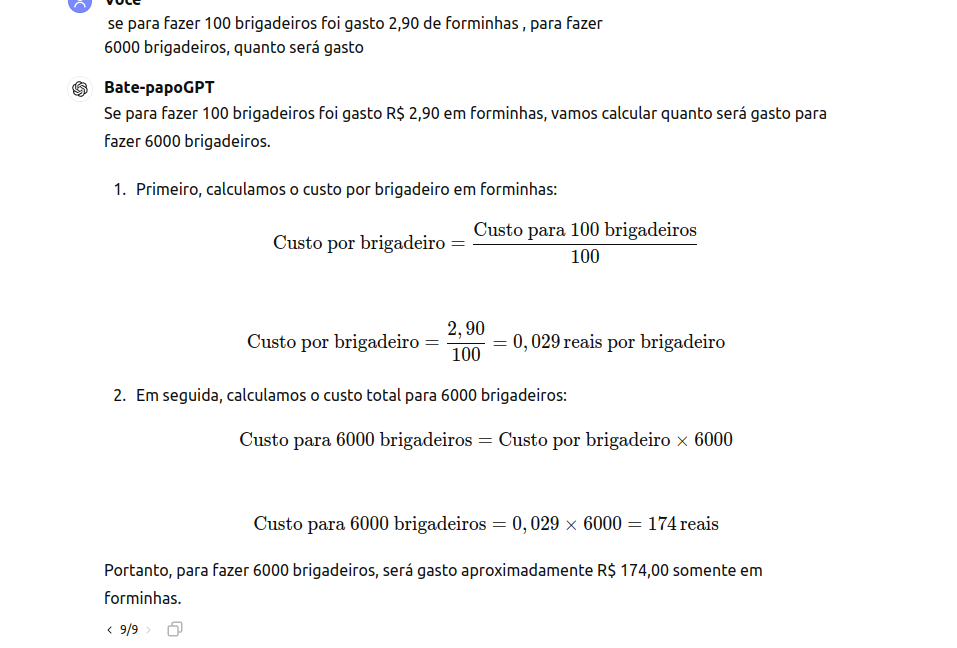 Você
se para fazer 100 brigadeiros foi gasto 2,90 de forminhas , para fazer
6000 brigadeiros, quanto será gasto
Bate-papoGPT
Se para fazer 100 brigadeiros foi gasto R$ 2,90 em forminhas, vamos calcular quanto será gasto para
fazer 6000 brigadeiros.
1. Primeiro, calculamos o custo por brigadeiro em forminhas:
Custo por brigadeiro = Custo para 100 brigadeiros / 100
Custo por brigadeiro = 2,90 / 100 = 0,029 reais por brigadeiro
2. Em seguida, calculamos o custo total para 6000 brigadeiros:
Custo para 6000 brigadeiros = Custo por brigadeiro × 6000
Custo para 6000 brigadeiros = 0,029 × 6000 = 174 reais
Portanto, para fazer 6000 brigadeiros, será gasto aproximadamente R$ 174,00 somente em
forminhas.
9/9